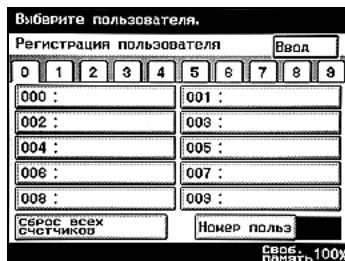 Выберите пользователя.
Регистрация пользователя Ввод
0 1 2 3 4 5 6 7 8 9
000 : 001 :
002 : 003 :
004 : 005 :
006 : 007 :
008 : 009 :
Сброс всех
счетчиков
Номер польз
Своб.
память 100%